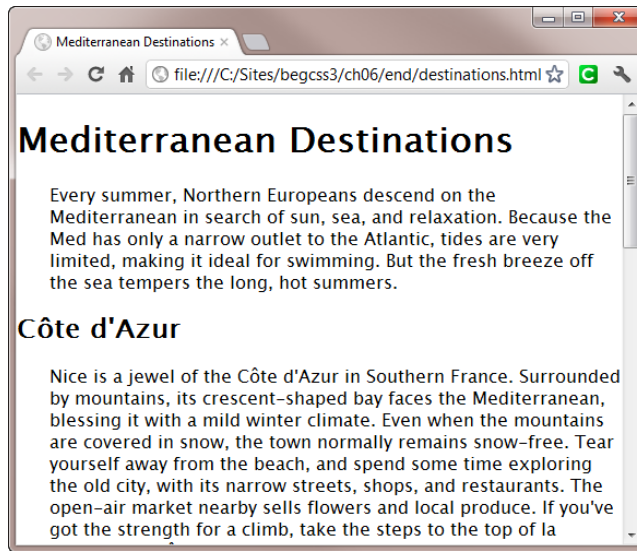 Mediterranean Destinations
file:///C:/Sites/begcss3/ch06/end/destinations.html
Mediterranean Destinations
Every summer, Northern Europeans descend on the
Mediterranean in search of sun, sea, and relaxation. Because the
Med has only a narrow outlet to the Atlantic, tides are very
limited, making it ideal for swimming. But the fresh breeze off
the sea tempers the long, hot summers.
Côte d'Azur
Nice is a jewel of the Côte d'Azur in Southern France. Surrounded
by mountains, its crescent-shaped bay faces the Mediterranean,
blessing it with a mild winter climate. Even when the mountains
are covered in snow, the town normally remains snow-free. Tear
yourself away from the beach, and spend some time exploring
the old city, with its narrow streets, shops, and restaurants. The
open-air market nearby sells flowers and local produce. If you've
got the strength for a climb, take the steps to the top of la